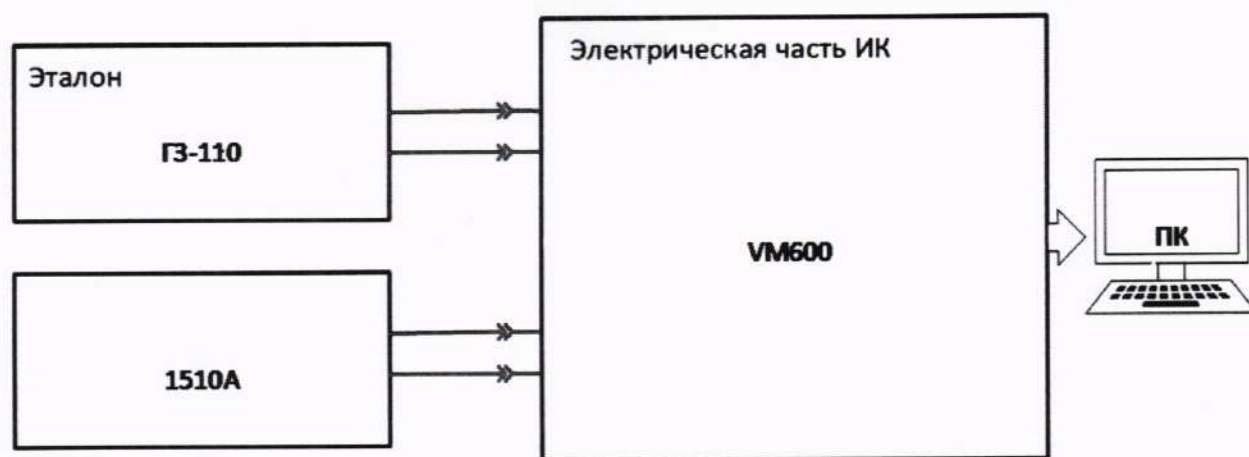 Эталон
ГЗ-110
Электрическая часть ИК
VM600
ПК
1510А